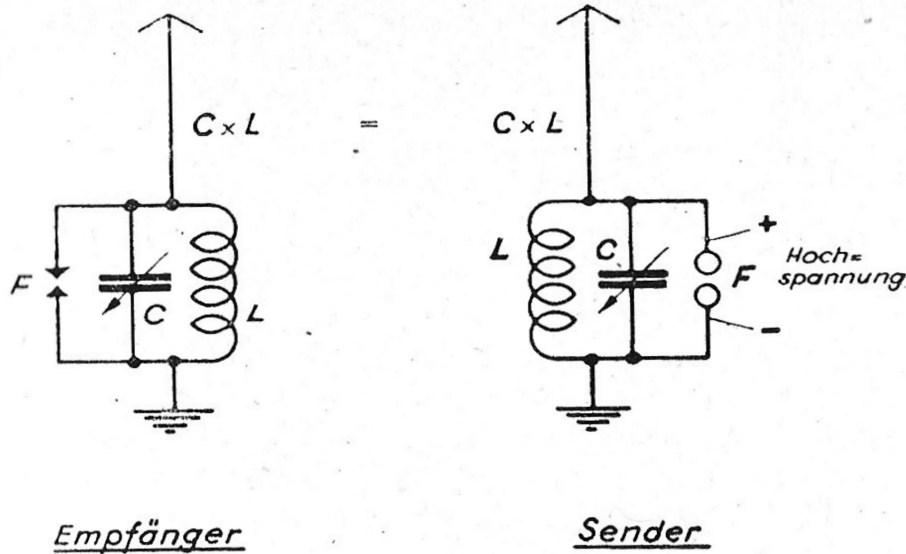 C × L = C × L
F
C
L
L
C
F
+
Hoch=
spannung
−
Empfänger
Sender